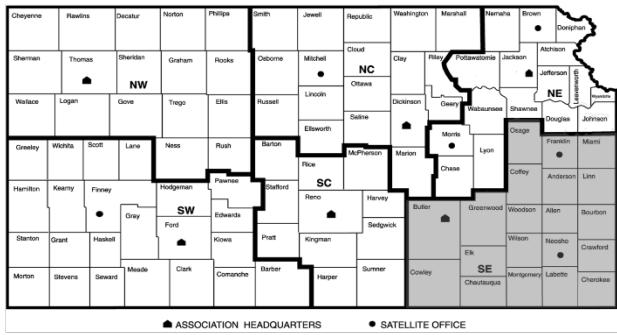 Cheyenne Rawlins Decatur Norton Phillips Smith Jewell Republic Washington Marshall Nemaha Brown Doniphan
Cloud Atchison
Sherman Thomas Sheridan Graham Rooks Osborne Mitchell Clay Riley Pottawatomie Jackson
NW NC Jefferson Leavenworth
Lincoln Ottawa NE Wyandotte
Wallace Logan Gove Trego Ellis Russell Dickinson Geary Wabaunsee Shawnee
Saline Douglas Johnson
Ellsworth Morris Osage
Greeley Wichita Scott Lane Ness Rush Barton McPherson Marion Lyon Franklin Miami
Rice Chase
Hamilton Kearny Finney Hodgeman Pawnee Stafford SC Coffey Anderson Linn
SW Reno Harvey
Gray Edwards Butler Greenwood Woodson Allen Bourbon
Ford Sedgwick
Stanton Grant Haskell Kiowa Pratt Kingman Wilson Neosho Crawford
Elk SE
Morton Stevens Seward Meade Clark Comanche Barber Harper Sumner Cowley Chautauqua Montgomery Labette Cherokee
ASSOCIATION HEADQUARTERS SATELLITE OFFICE